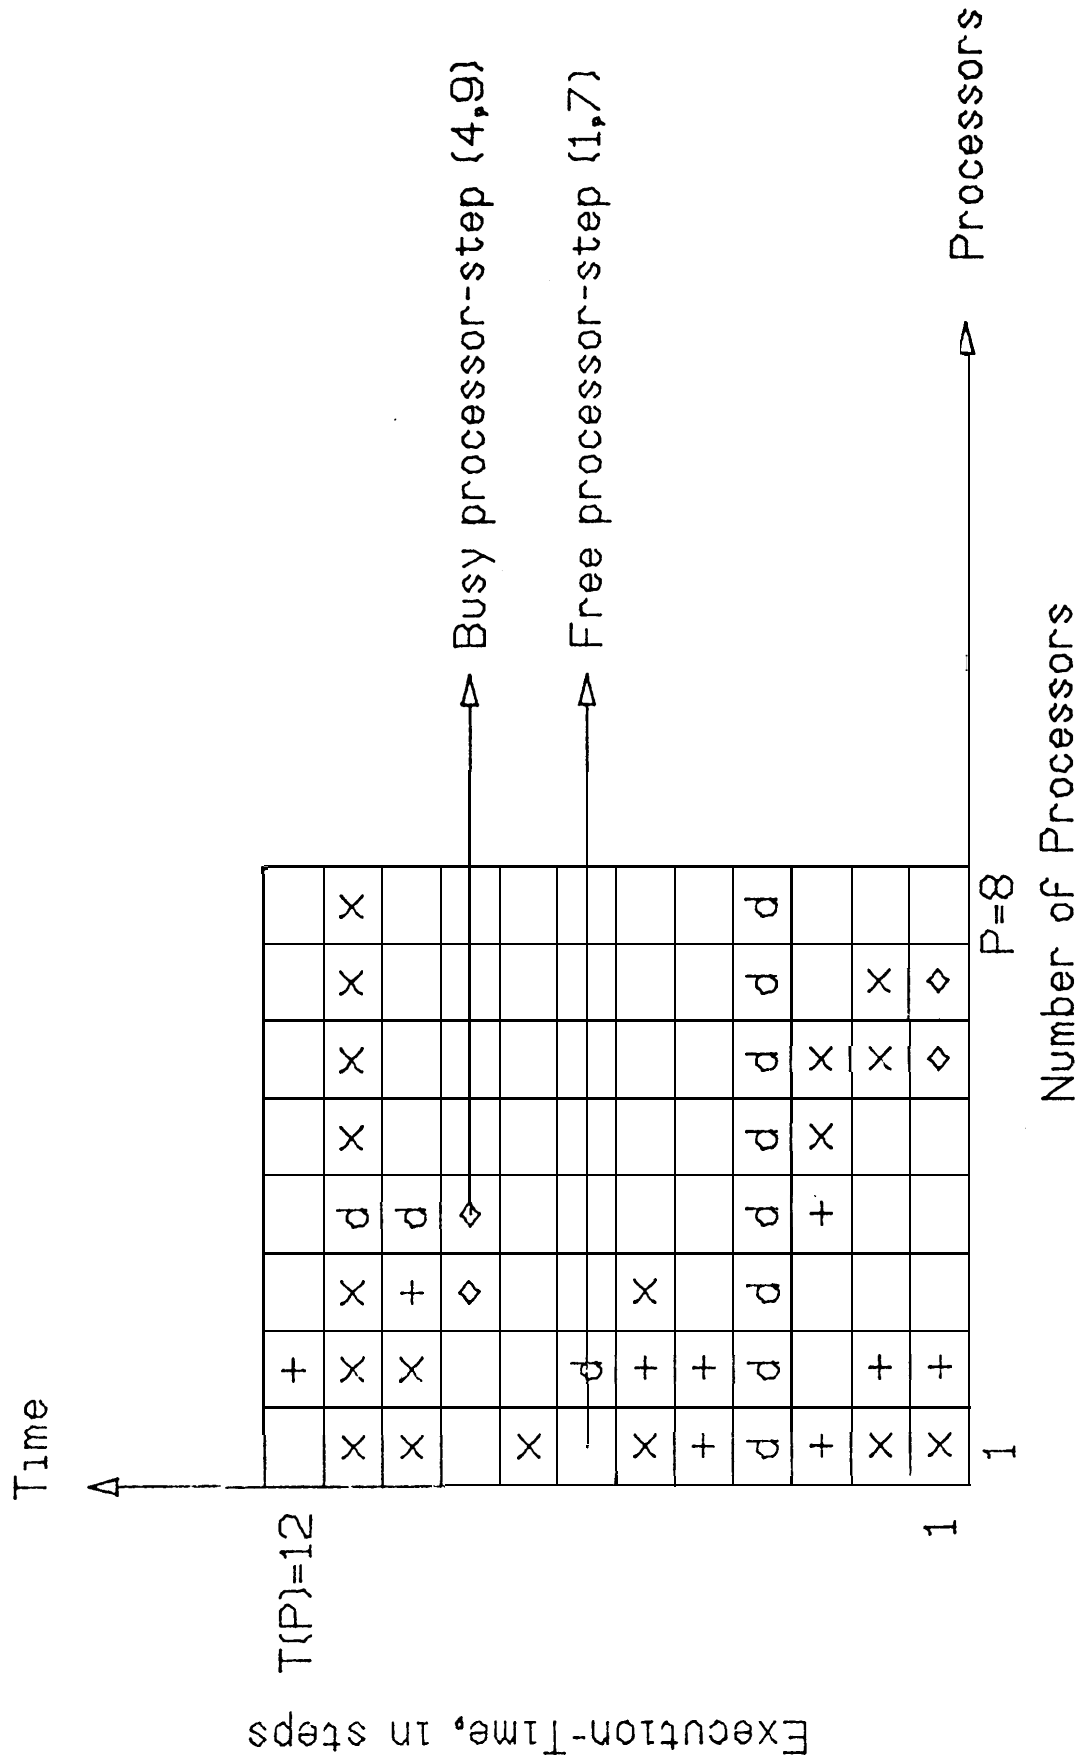 Time
T(P)=12
Execution-Time, in steps
+
X X X d X X X X
X X + d
◇ ◇
X
d
X + X
+ +
d d d d d d d d
+ + X X
X + X X
X + ◇ ◇
1
1
P=8
Number of Processors
Processors
Busy processor-step (4,9)
Free processor-step (1,7)